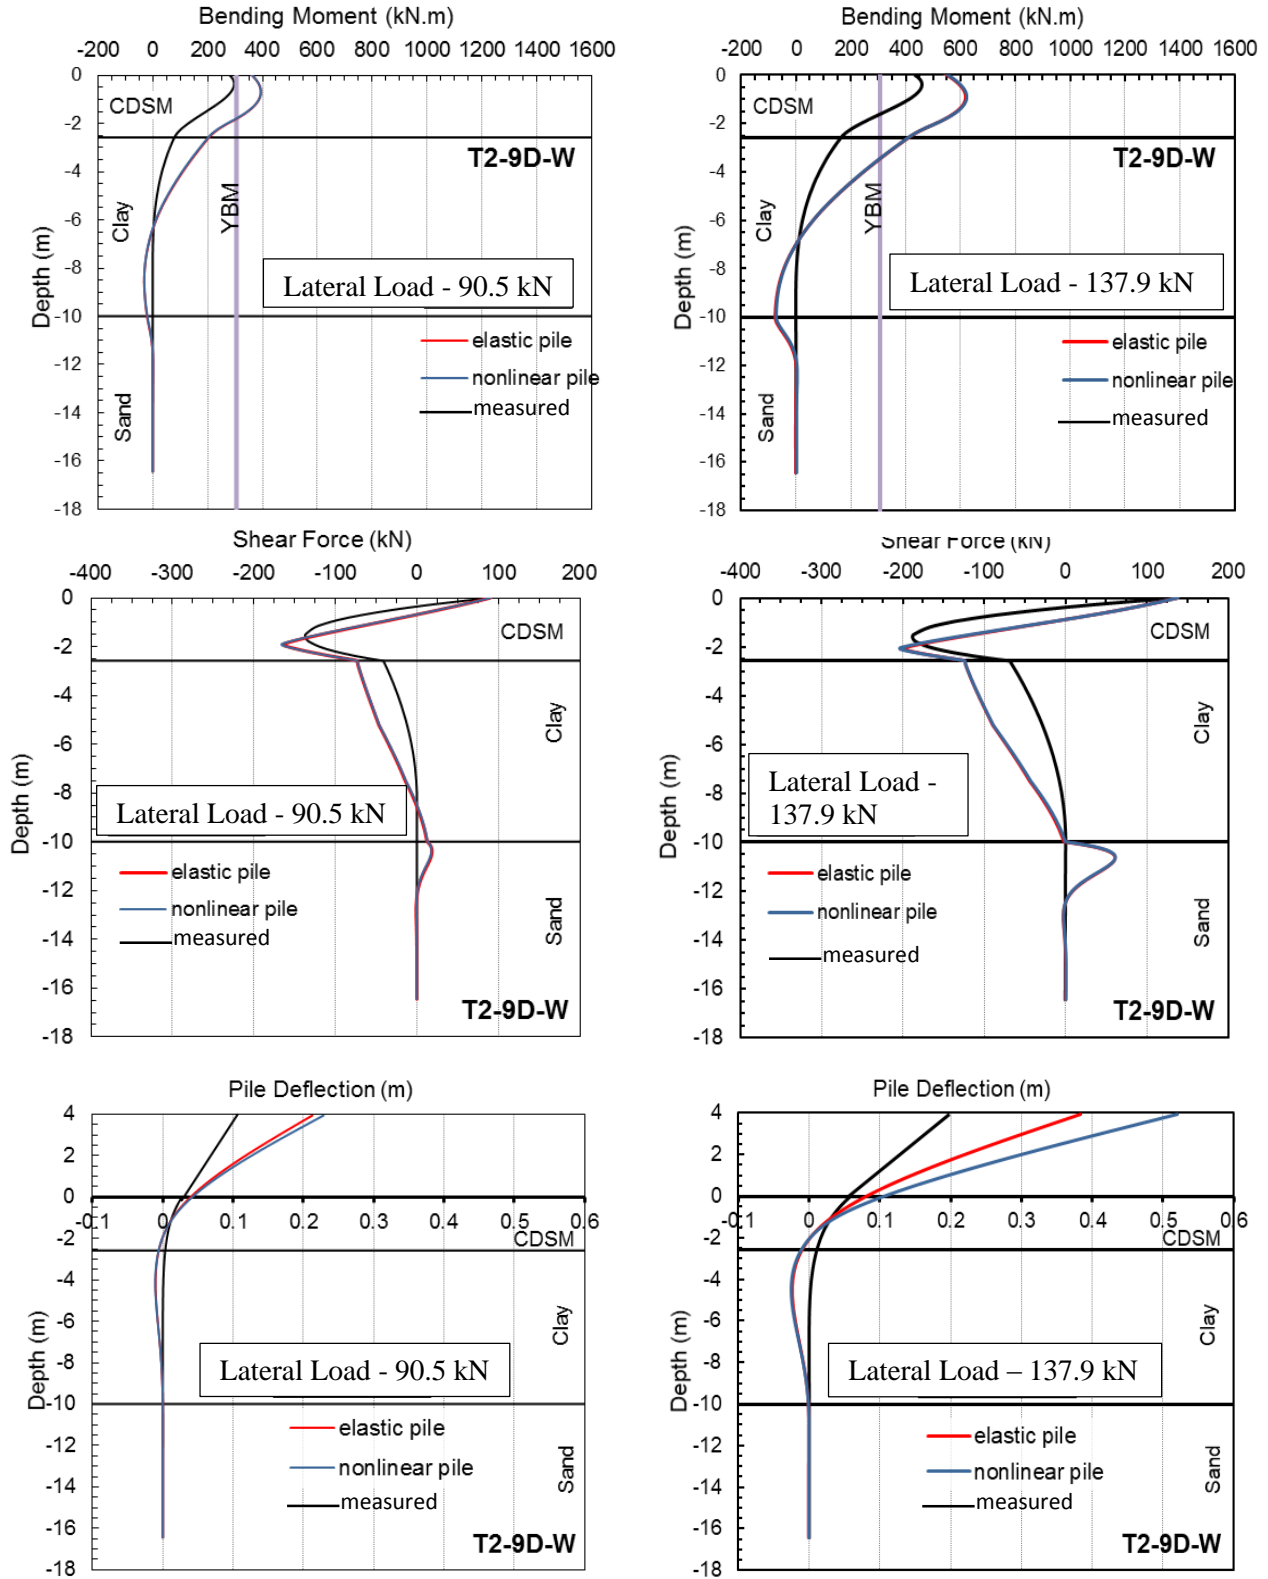 Bending Moment (kN.m)
-200 0 200 400 600 800 1000 1200 1400 1600
0
-2
-4
-6
-8
-10
-12
-14
-16
-18
Depth (m)
CDSM
T2-9D-W
Clay
YBM
Lateral Load - 90.5 kN
elastic pile
nonlinear pile
measured
Sand
Bending Moment (kN.m)
-200 0 200 400 600 800 1000 1200 1400 1600
0
-2
-4
-6
-8
-10
-12
-14
-16
-18
Depth (m)
CDSM
T2-9D-W
Clay
YBM
Lateral Load - 137.9 kN
elastic pile
nonlinear pile
measured
Sand
Shear Force (kN)
-400 -300 -200 -100 0 100 200
0
-2
-4
-6
-8
-10
-12
-14
-16
-18
Depth (m)
CDSM
Clay
Lateral Load - 90.5 kN
elastic pile
nonlinear pile
measured
Sand
T2-9D-W
Shear Force (kN)
-400 -300 -200 -100 0 100 200
0
-2
-4
-6
-8
-10
-12
-14
-16
-18
Depth (m)
CDSM
Clay
Lateral Load -
137.9 kN
elastic pile
nonlinear pile
measured
Sand
T2-9D-W
Pile Deflection (m)
4
2
0
-2
-4
-6
-8
-10
-12
-14
-16
-18
-0.1 0 0.1 0.2 0.3 0.4 0.5 0.6
Depth (m)
CDSM
Clay
Lateral Load - 90.5 kN
elastic pile
nonlinear pile
measured
Sand
T2-9D-W
Pile Deflection (m)
4
2
0
-2
-4
-6
-8
-10
-12
-14
-16
-18
-0.1 0 0.1 0.2 0.3 0.4 0.5 0.6
Depth (m)
CDSM
Clay
Lateral Load – 137.9 kN
elastic pile
nonlinear pile
measured
Sand
T2-9D-W